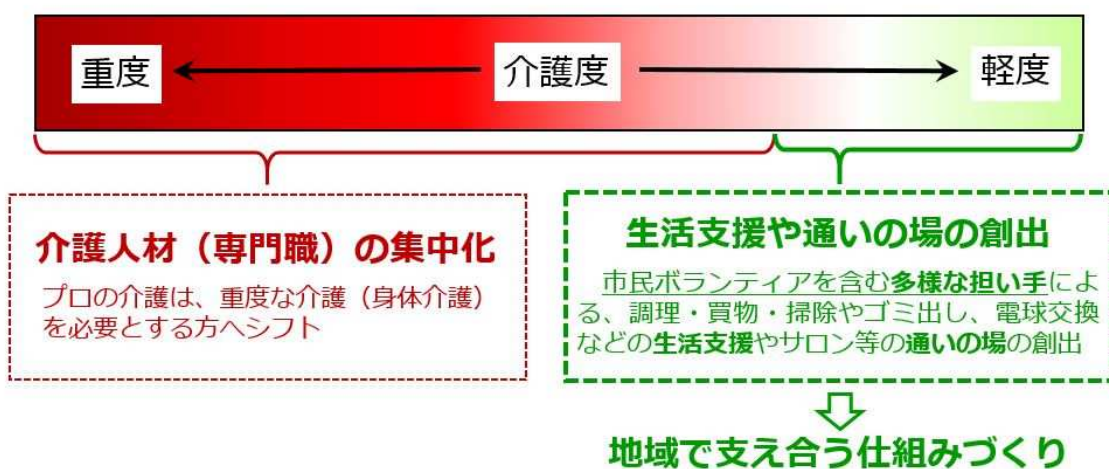 重度
介護度
軽度
介護人材（専門職）の集中化
プロの介護は、重度な介護（身体介護）
を必要とする方へシフト
生活支援や通いの場の創出
市民ボランティアを含む多様な担い手によ
る、調理・買物・掃除やゴミ出し、電球交換
などの生活支援やサロン等の通いの場の創出
地域で支え合う仕組みづくり